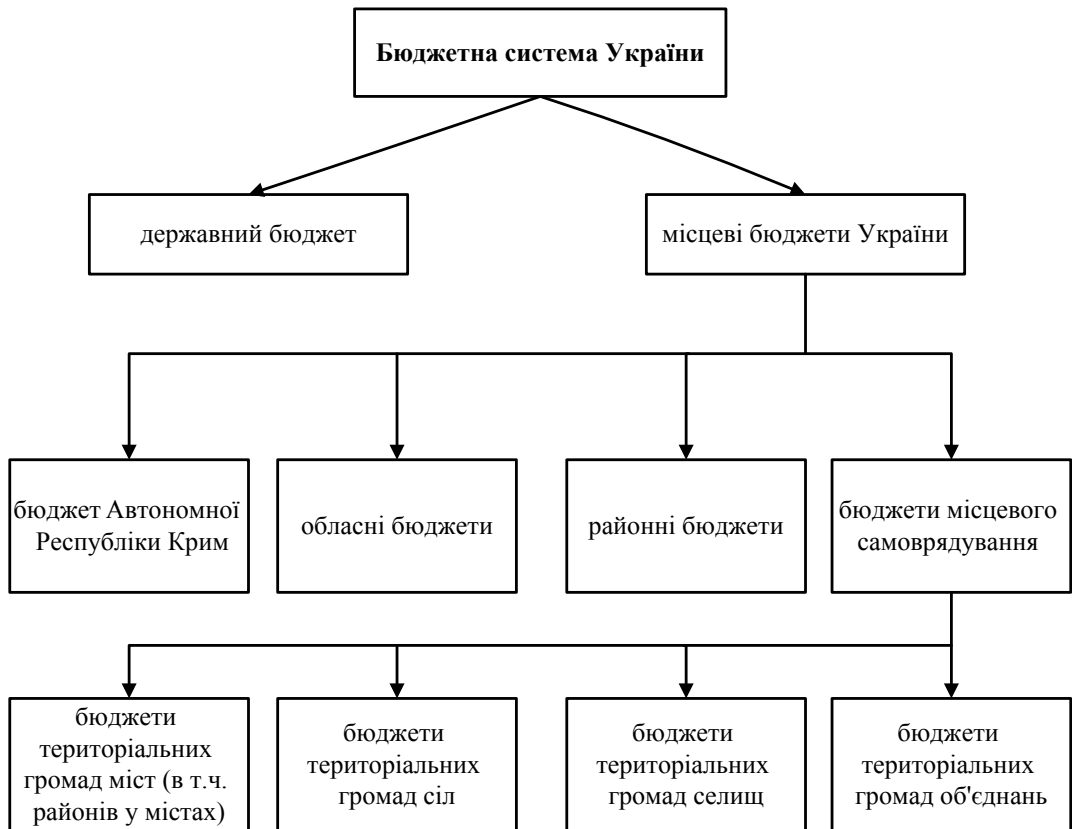 Бюджетна система України
державний бюджет
місцеві бюджети України
бюджет Автономної
Республіки Крим
обласні бюджети
районні бюджети
бюджети місцевого
самоврядування
бюджети
територіальних
громад міст (в т.ч.
районів у містах)
бюджети
територіальних
громад сіл
бюджети
територіальних
громад селищ
бюджети
територіальних
громад об'єднань